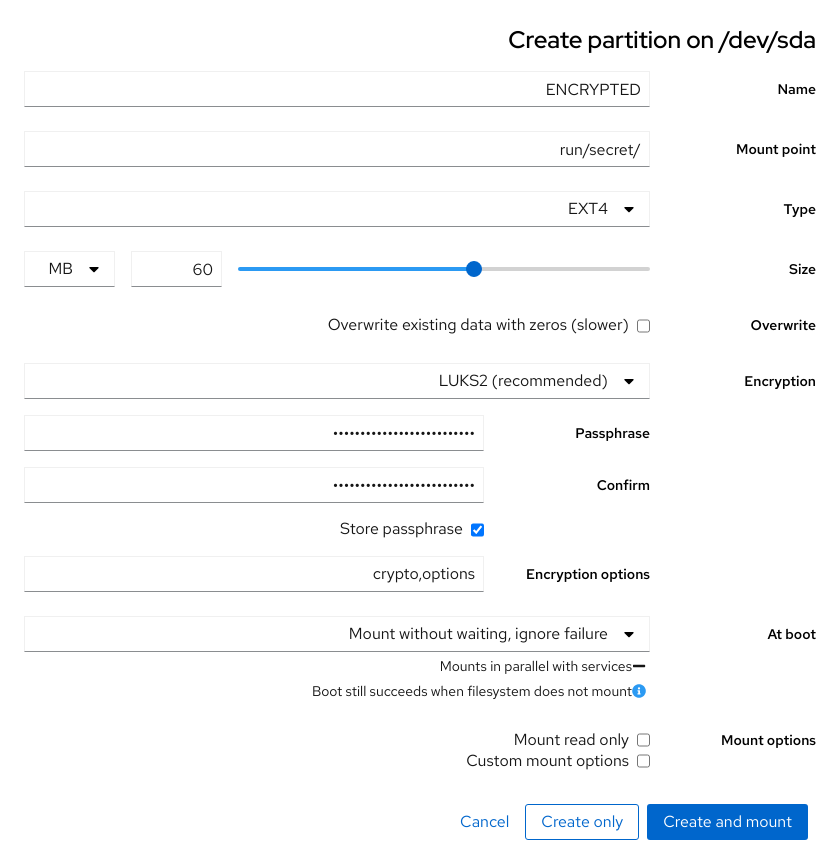 Create partition on /dev/sda
Name
ENCRYPTED
Mount point
run/secret/
Type
EXT4
Size
60
MB
Overwrite
Overwrite existing data with zeros (slower)
Encryption
LUKS2 (recommended)
Passphrase
••••••••••••••••••••••••••
Confirm
••••••••••••••••••••••••••
Store passphrase
Encryption options
crypto,options
At boot
Mount without waiting, ignore failure
Mounts in parallel with services
Boot still succeeds when filesystem does not mount
Mount options
Mount read only
Custom mount options
Create and mount
Create only
Cancel